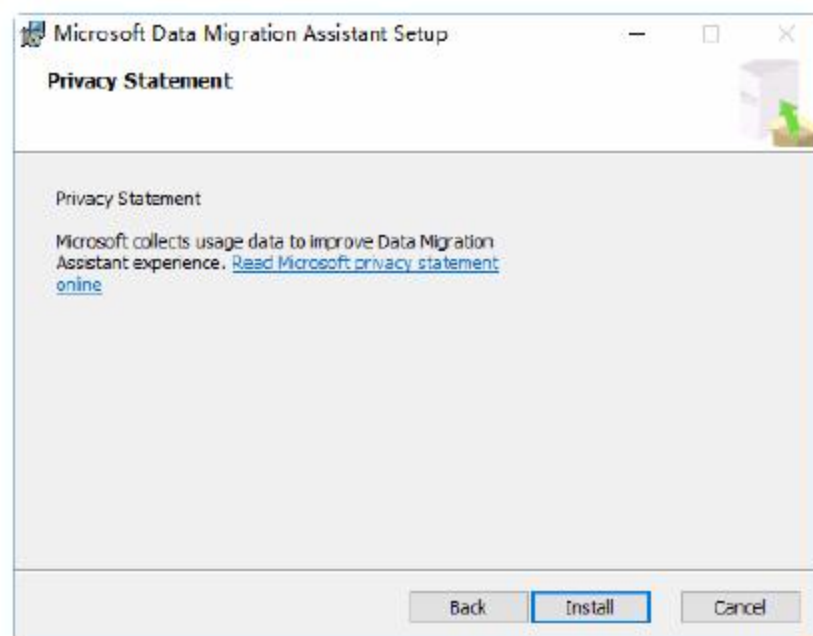 Microsoft Data Migration Assistant Setup
Privacy Statement
Privacy Statement
Microsoft collects usage data to improve Data Migration
Assistant experience. Read Microsoft privacy statement
online
Back Install Cancel